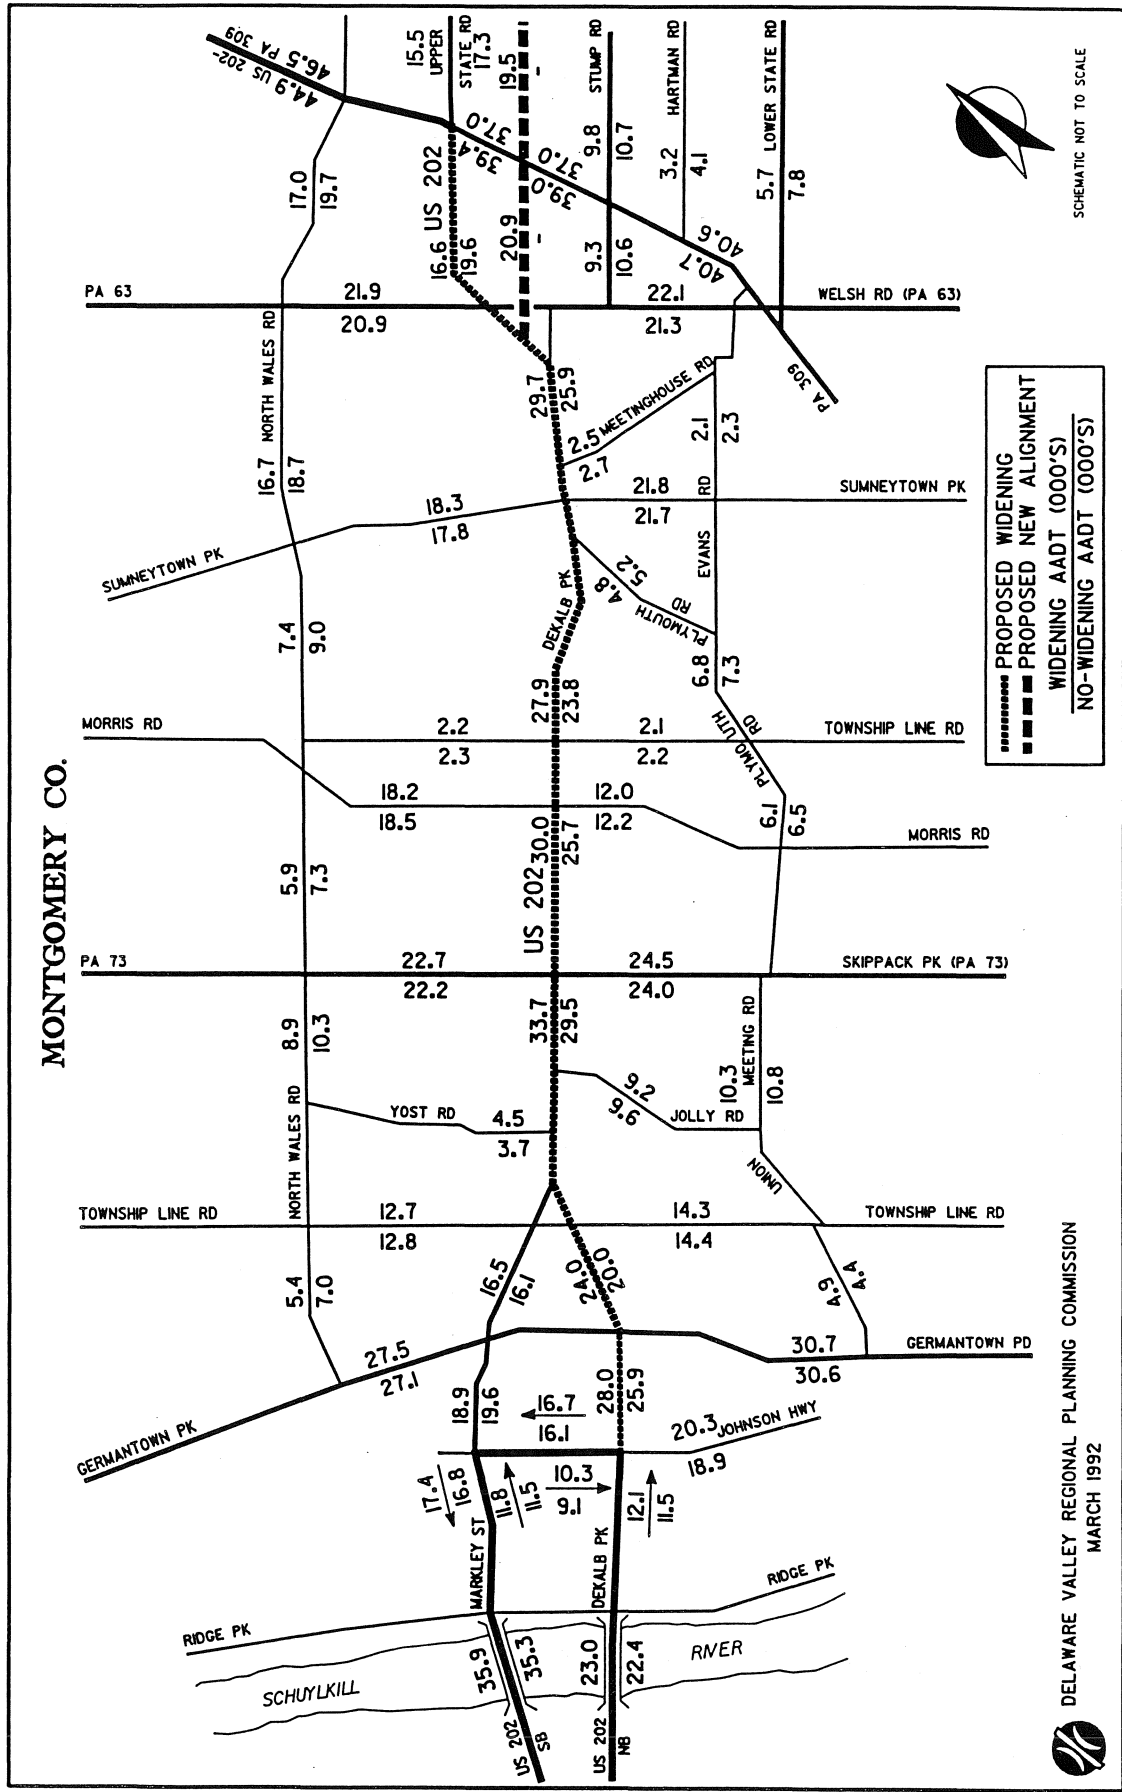 MONTGOMERY CO.
44.9 US 202-
46.5 PA 309
15.5
UPPER
STATE RD
17.3
19.5
-
STUMP RD
9.8
10.7
HARTMAN RD
3.2
4.1
LOWER STATE RD
5.7
7.8
SCHEMATIC NOT TO SCALE
17.0
19.7
39.4
37.0
US 202
16.6
19.6
20.9
-
39.0
37.0
9.3
10.6
40.7
40.6
PA 63
21.9
20.9
22.1
21.3
WELSH RD (PA 63)
PA 309
NORTH WALES RD
16.7
18.7
29.7
25.9
2.5 MEETINGHOUSE RD
2.7
2.1
2.3
SUMNEYTOWN PK
18.3
17.8
21.8
21.7
SUMNEYTOWN PK
EVANS RD
DEKALB PK
4.8
5.2
PLYMOUTH
RD
7.4
9.0
27.9
23.8
6.8
7.3
PLYMOUTH
RD
PROPOSED WIDENING
PROPOSED NEW ALIGNMENT
WIDENING AADT (000'S)
NO-WIDENING AADT (000'S)
MORRIS RD
2.2
2.3
2.1
2.2
TOWNSHIP LINE RD
18.2
18.5
12.0
12.2
MORRIS RD
6.1
6.5
5.9
7.3
US 202
30.0
25.7
PA 73
22.7
22.2
24.5
24.0
SKIPPACK PK (PA 73)
8.9
10.3
33.7
29.5
10.3
MEETING RD
10.8
YOST RD
4.5
3.7
9.6
9.2
JOLLY RD
UNION
NORTH WALES RD
TOWNSHIP LINE RD
12.7
12.8
14.3
14.4
TOWNSHIP LINE RD
5.4
7.0
16.5
16.1
24.0
20.0
4.9
4.4
GERMANTOWN PK
27.5
27.1
30.7
30.6
GERMANTOWN PD
18.9
19.6
16.7
16.1
28.0
25.9
20.3 JOHNSON HWY
18.9
17.4
16.8
11.8
11.5
10.3
9.1
12.1
11.5
MARKLEY ST
DEKALB PK
RIDGE PK
RIDGE PK
SCHUYLKILL
RIVER
35.9
35.3
23.0
22.4
US 202
SB
US 202
NB
DELAWARE VALLEY REGIONAL PLANNING COMMISSION
MARCH 1992